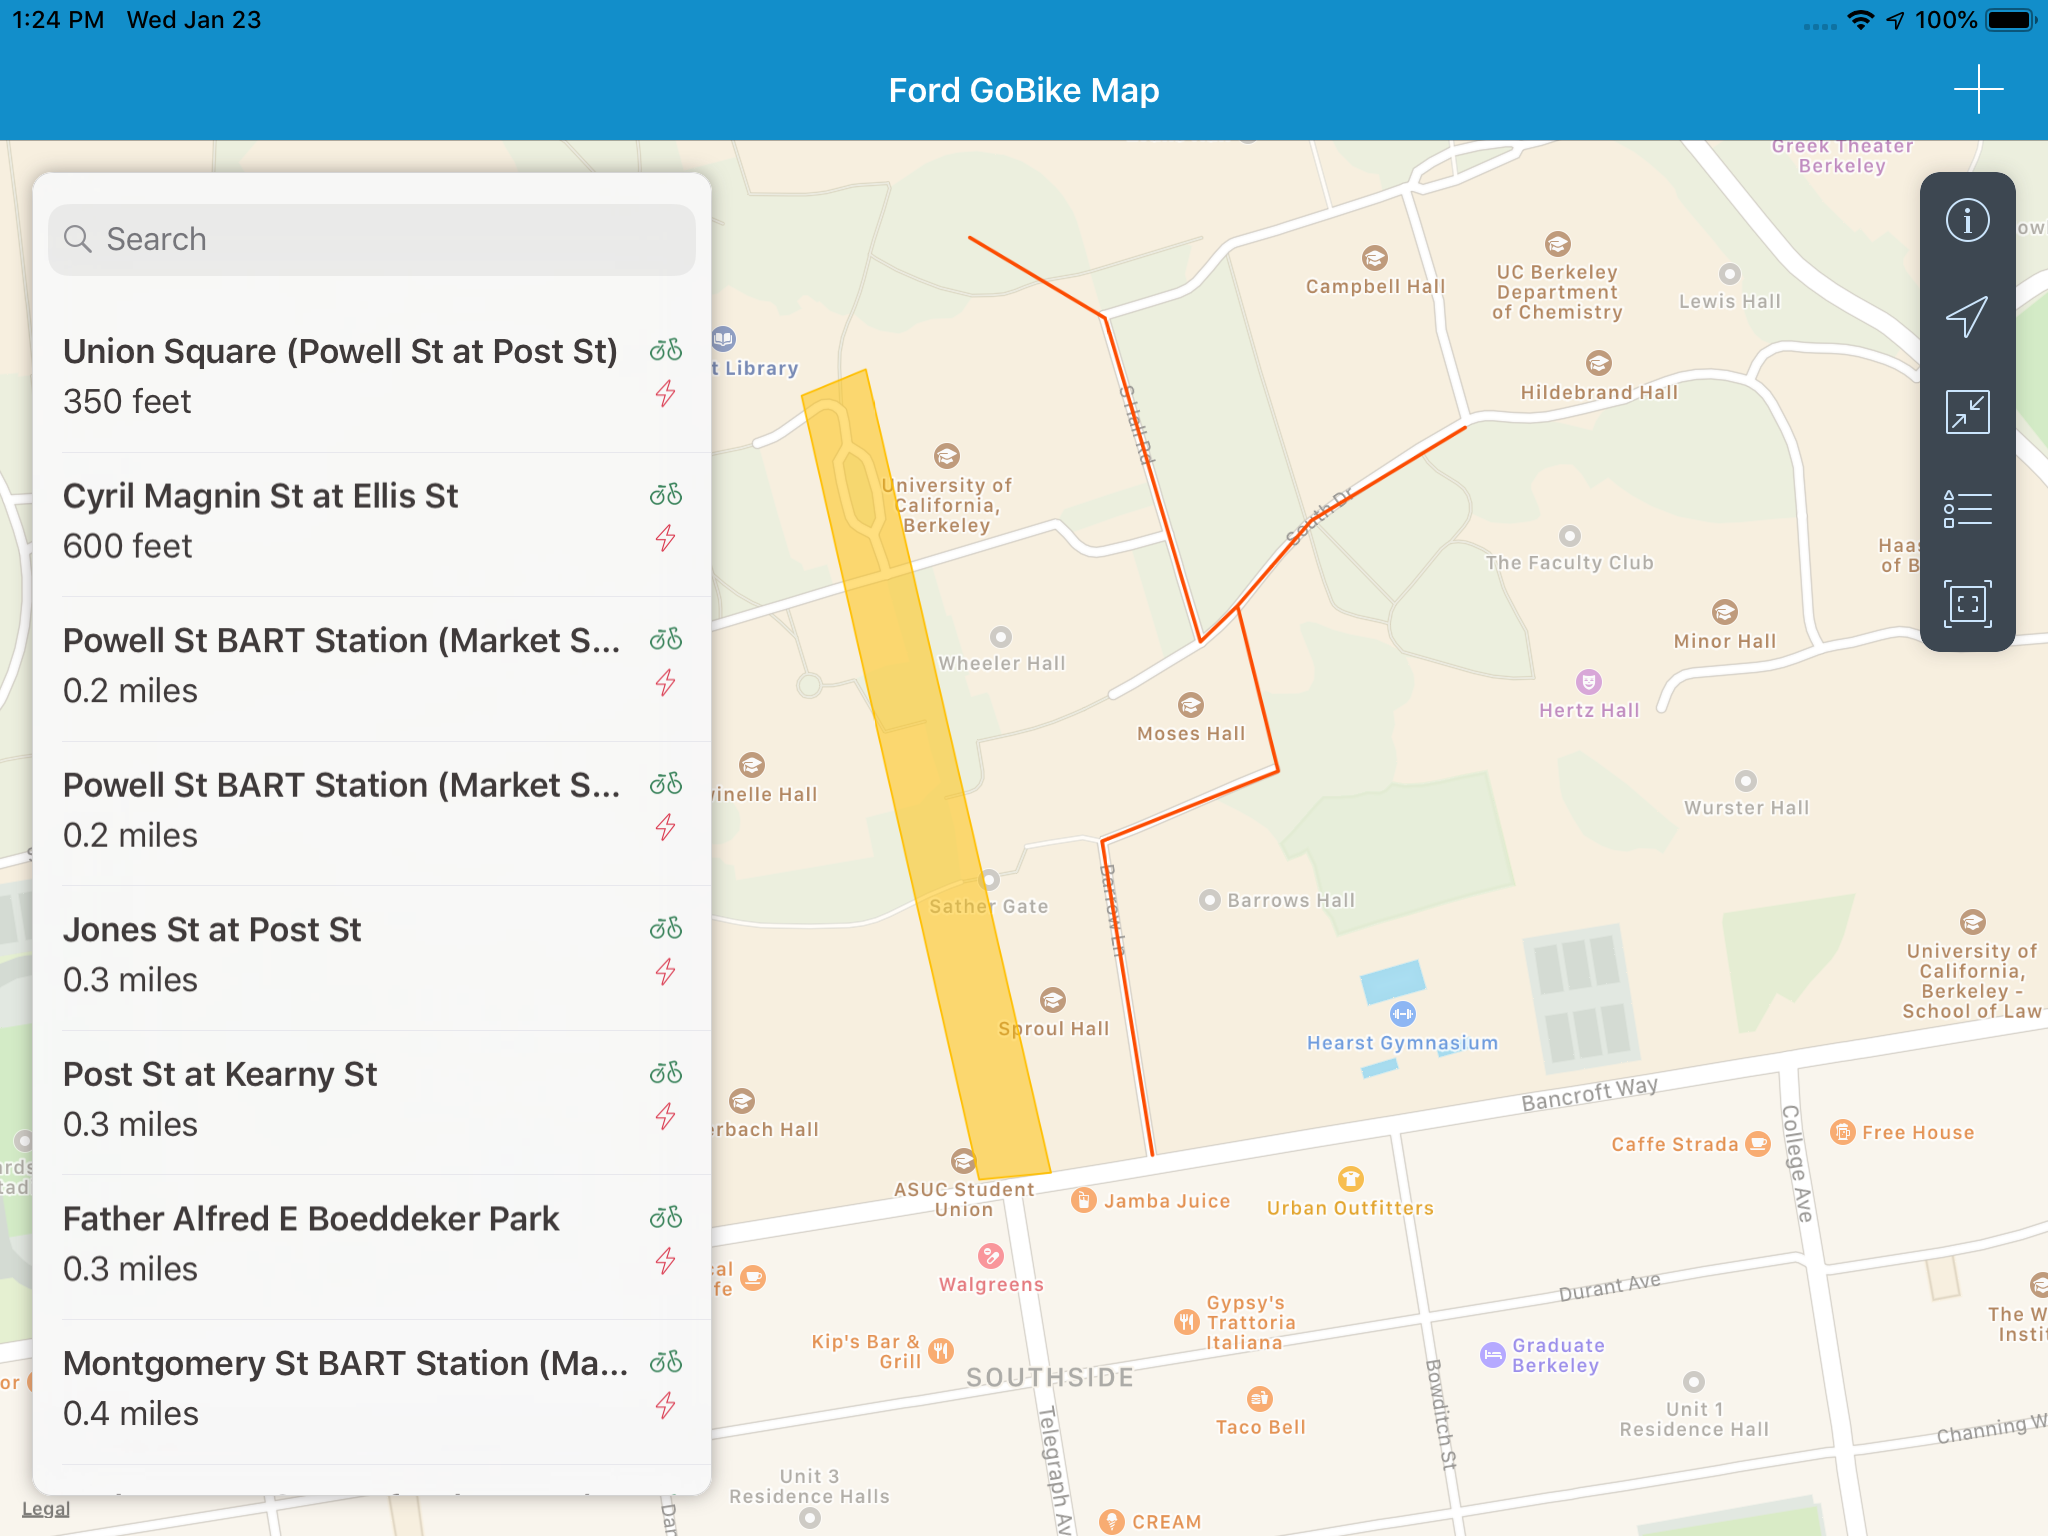 1:24 PM Wed Jan 23
100%
Ford GoBike Map
Search
Union Square (Powell St at Post St)
350 feet
Cyril Magnin St at Ellis St
600 feet
Powell St BART Station (Market S...
0.2 miles
Powell St BART Station (Market S...
0.2 miles
Jones St at Post St
0.3 miles
Post St at Kearny St
0.3 miles
Father Alfred E Boeddeker Park
0.3 miles
Montgomery St BART Station (Ma...
0.4 miles
Legal
Greek Theater
Berkeley
Campbell Hall
UC Berkeley
Department
of Chemistry
Lewis Hall
Hildebrand Hall
t Library
S Hall Rd
University of
California,
Berkeley
South Dr
The Faculty Club
Haas
of B
Minor Hall
Wheeler Hall
Hertz Hall
Moses Hall
vinelle Hall
Wurster Hall
Sather Gate
Barrow Ln
Barrows Hall
University of
California,
Berkeley -
School of Law
Sproul Hall
Hearst Gymnasium
Bancroft Way
College Ave
erbach Hall
Caffe Strada
Free House
ASUC Student
Union
Jamba Juice
Urban Outfitters
Walgreens
Durant Ave
Gypsy's
Trattoria
Italiana
The W
Instit
Kip's Bar &
Grill
Graduate
Berkeley
SOUTHSIDE
Bowditch St
Taco Bell
Unit 1
Residence Hall
Channing W
Telegraph Av
Unit 3
Residence Halls
CREAM